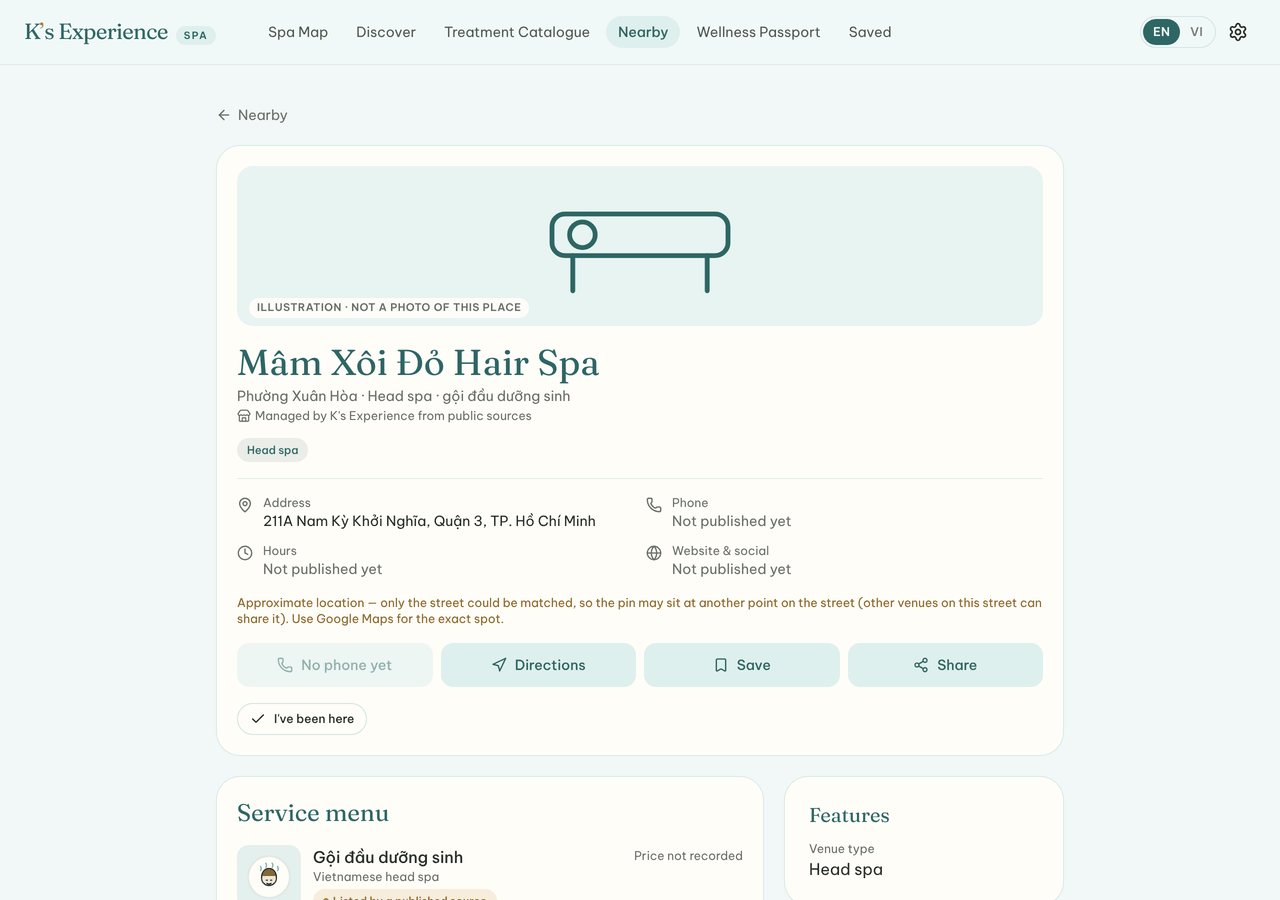 K's Experience SPA
Spa Map
Discover
Treatment Catalogue
Nearby
Wellness Passport
Saved
EN
VI
Nearby
ILLUSTRATION · NOT A PHOTO OF THIS PLACE
Mâm Xôi Đỏ Hair Spa
Phường Xuân Hòa · Head spa · gội đầu dưỡng sinh
Managed by K's Experience from public sources
Head spa
Address
211A Nam Kỳ Khởi Nghĩa, Quận 3, TP. Hồ Chí Minh
Phone
Not published yet
Hours
Not published yet
Website & social
Not published yet
Approximate location — only the street could be matched, so the pin may sit at another point on the street (other venues on this street can
share it). Use Google Maps for the exact spot.
No phone yet
Directions
Save
Share
I've been here
Service menu
Gội đầu dưỡng sinh
Price not recorded
Vietnamese head spa
Listed by a published source
Features
Venue type
Head spa